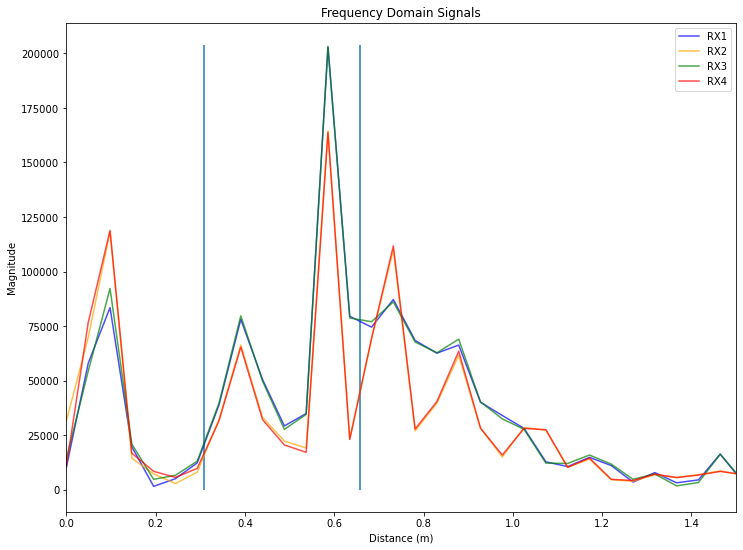 Frequency Domain Signals
RX1
RX2
RX3
RX4
200000
175000
150000
125000
100000
75000
50000
25000
0
Magnitude
0.0 0.2 0.4 0.6 0.8 1.0 1.2 1.4
Distance (m)